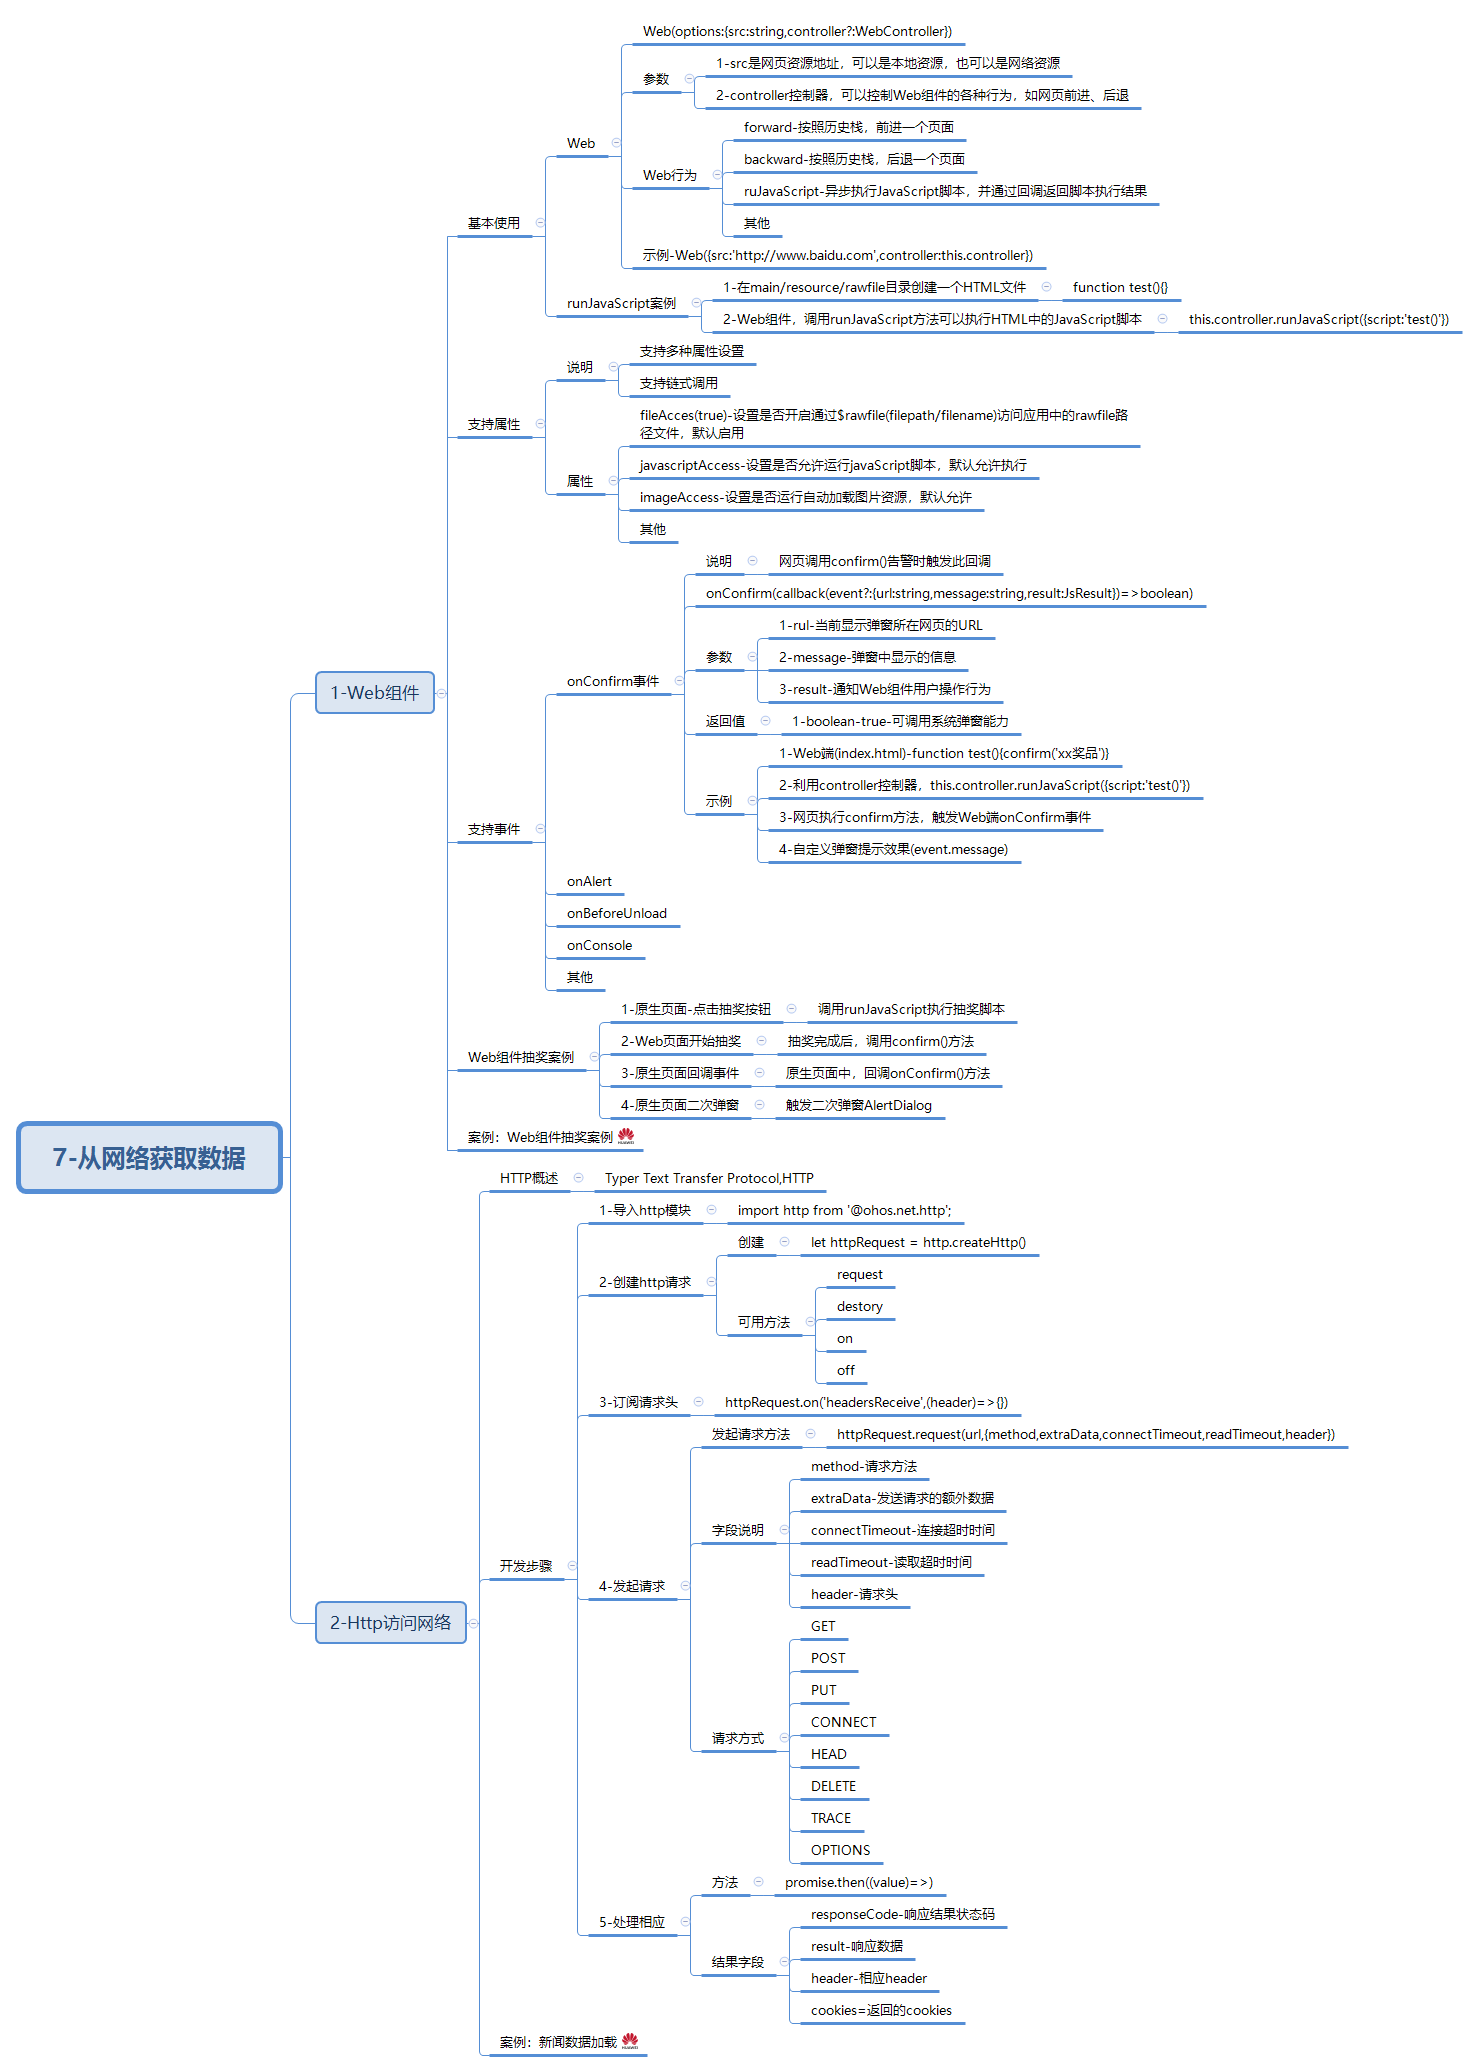 7-从网络获取数据
1-Web组件
基本使用
Web
Web(options:{src:string,controller?:WebController})
参数
1-src是网页资源地址，可以是本地资源，也可以是网络资源
2-controller控制器，可以控制Web组件的各种行为，如网页前进、后退
Web行为
forward-按照历史栈，前进一个页面
backward-按照历史栈，后退一个页面
ruJavaScript-异步执行JavaScript脚本，并通过回调返回脚本执行结果
其他
示例-Web({src:'http://www.baidu.com',controller:this.controller})
runJavaScript案例
1-在main/resource/rawfile目录创建一个HTML文件
function test(){}
2-Web组件，调用runJavaScript方法可以执行HTML中的JavaScript脚本
this.controller.runJavaScript({script:'test()'})
支持属性
说明
支持多种属性设置
支持链式调用
属性
fileAcces(true)-设置是否开启通过$rawfile(filepath/filename)访问应用中的rawfile路
径文件，默认启用
javascriptAccess-设置是否允许运行javaScript脚本，默认允许执行
imageAccess-设置是否运行自动加载图片资源，默认允许
其他
支持事件
onConfirm事件
说明
网页调用confirm()告警时触发此回调
onConfirm(callback(event?:{url:string,message:string,result:JsResult})=>boolean)
参数
1-rul-当前显示弹窗所在网页的URL
2-message-弹窗中显示的信息
3-result-通知Web组件用户操作行为
返回值
1-boolean-true-可调用系统弹窗能力
示例
1-Web端(index.html)-function test(){confirm('xx奖品')}
2-利用controller控制器，this.controller.runJavaScript({script:'test()'})
3-网页执行confirm方法，触发Web端onConfirm事件
4-自定义弹窗提示效果(event.message)
onAlert
onBeforeUnload
onConsole
其他
Web组件抽奖案例
1-原生页面-点击抽奖按钮
调用runJavaScript执行抽奖脚本
2-Web页面开始抽奖
抽奖完成后，调用confirm()方法
3-原生页面回调事件
原生页面中，回调onConfirm()方法
4-原生页面二次弹窗
触发二次弹窗AlertDialog
案例：Web组件抽奖案例
HUAWEI
2-Http访问网络
HTTP概述
Typer Text Transfer Protocol,HTTP
开发步骤
1-导入http模块
import http from '@ohos.net.http';
2-创建http请求
创建
let httpRequest = http.createHttp()
可用方法
request
destory
on
off
3-订阅请求头
httpRequest.on('headersReceive',(header)=>{})
4-发起请求
发起请求方法
httpRequest.request(url,{method,extraData,connectTimeout,readTimeout,header})
字段说明
method-请求方法
extraData-发送请求的额外数据
connectTimeout-连接超时时间
readTimeout-读取超时时间
header-请求头
请求方式
GET
POST
PUT
CONNECT
HEAD
DELETE
TRACE
OPTIONS
5-处理相应
方法
promise.then((value)=>)
结果字段
responseCode-响应结果状态码
result-响应数据
header-相应header
cookies=返回的cookies
案例：新闻数据加载
HUAWEI